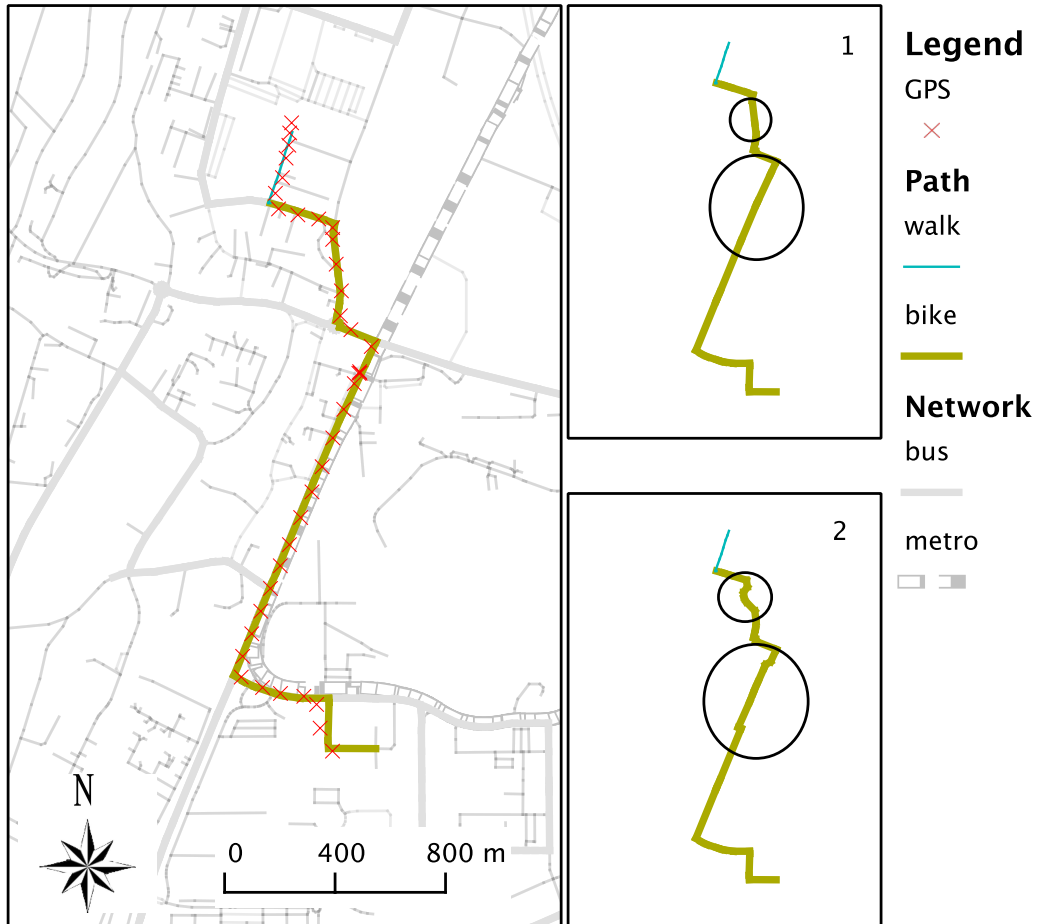 1
2
Legend
GPS
Path
walk
bike
Network
bus
metro
N
0 400 800 m